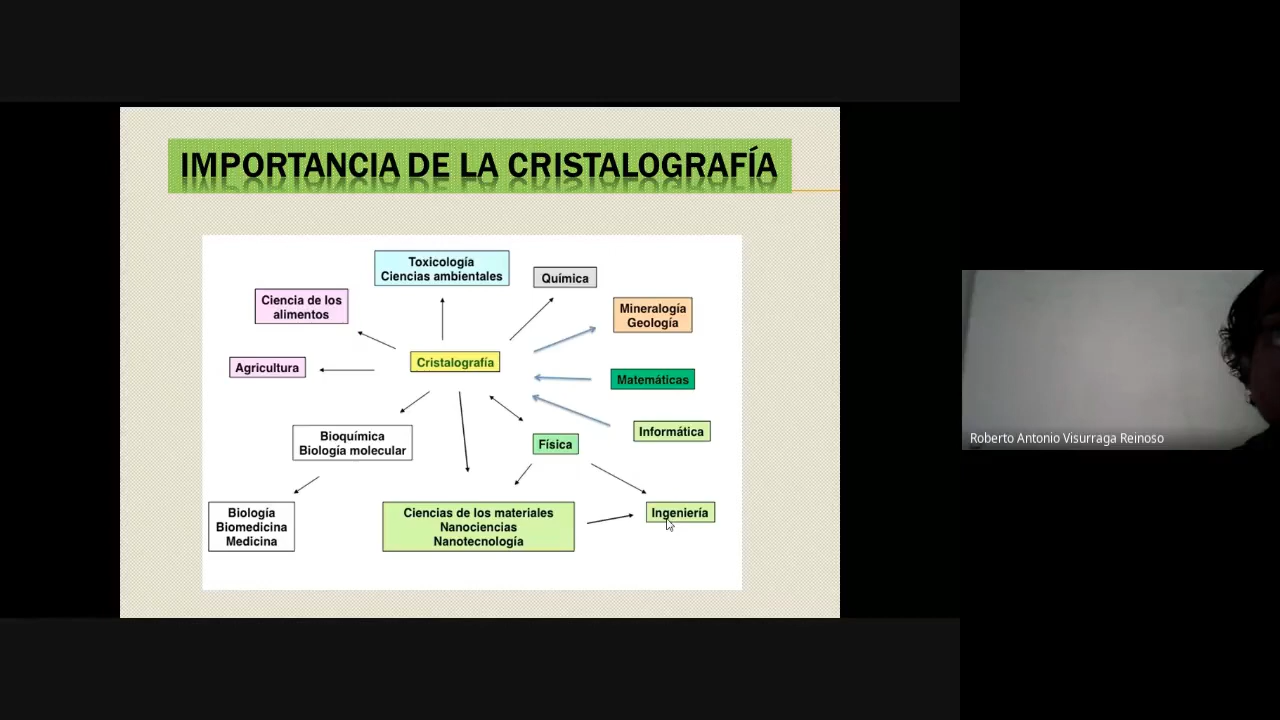 IMPORTANCIA DE LA CRISTALOGRAFÍA
Toxicología
Ciencias ambientales
Química
Ciencia de los
alimentos
Mineralogía
Geología
Cristalografía
Agricultura
Matemáticas
Informática
Bioquímica
Biología molecular
Física
Biología
Biomedicina
Medicina
Ciencias de los materiales
Nanociencias
Nanotecnología
Ingeniería
Roberto Antonio Visurraga Reinoso